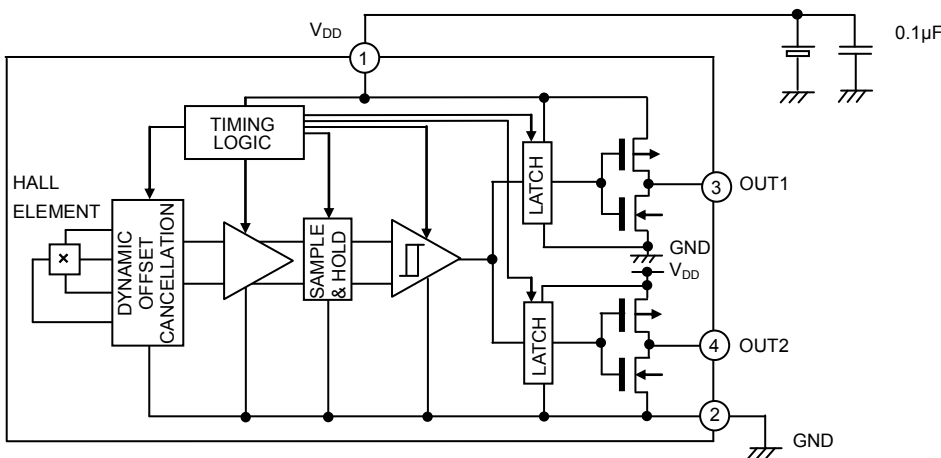 VDD
0.1µF
1
TIMING
LOGIC
HALL
ELEMENT
DYNAMIC
OFFSET
CANCELLATION
SAMPLE
& HOLD
LATCH
3
OUT1
GND
VDD
LATCH
4
OUT2
2
GND